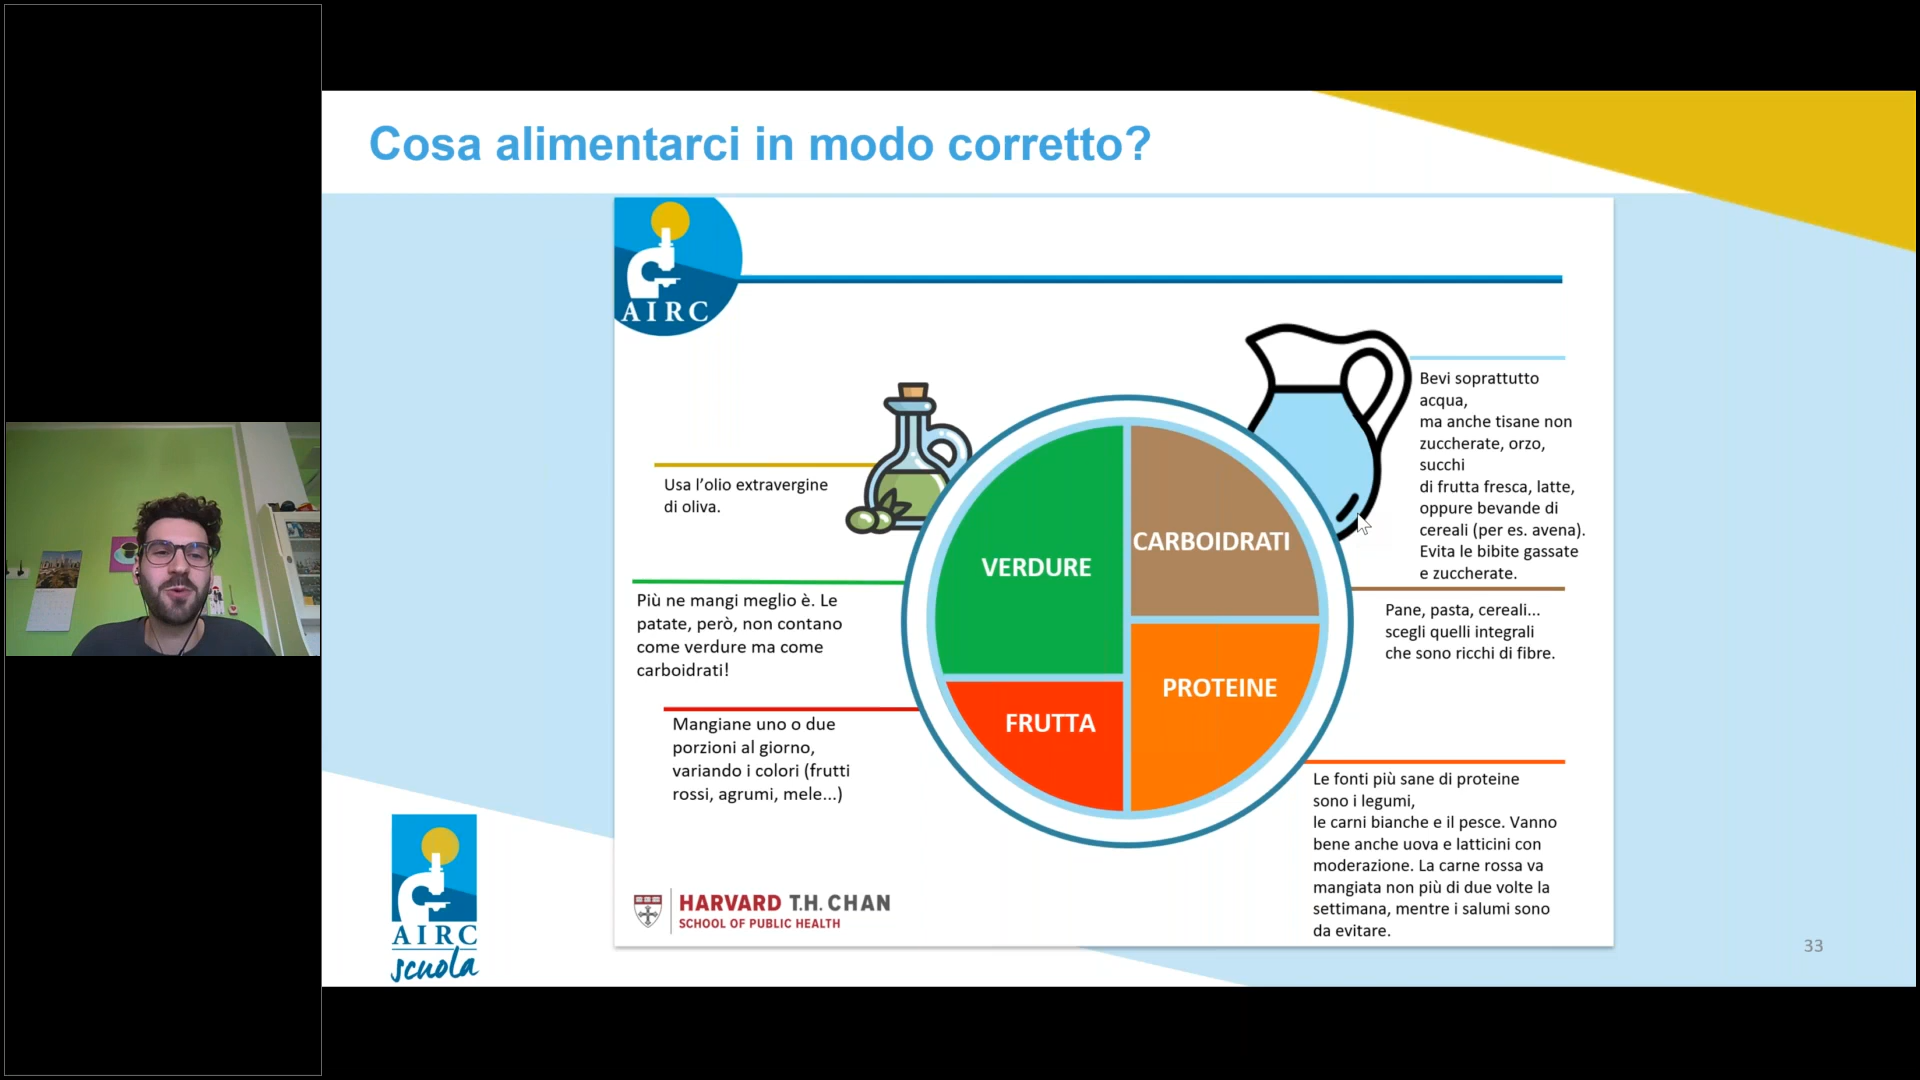 Cosa alimentarci in modo corretto?
AIRC
Usa l’olio extravergine
di oliva.
Più ne mangi meglio è. Le
patate, però, non contano
come verdure ma come
carboidrati!
Mangiane uno o due
porzioni al giorno,
variando i colori (frutti
rossi, agrumi, mele...)
VERDURE
CARBOIDRATI
FRUTTA
PROTEINE
Bevi soprattutto
acqua,
ma anche tisane non
zuccherate, orzo,
succhi
di frutta fresca, latte,
oppure bevande di
cereali (per es. avena).
Evita le bibite gassate
e zuccherate.
Pane, pasta, cereali...
scegli quelli integrali
che sono ricchi di fibre.
Le fonti più sane di proteine
sono i legumi,
le carni bianche e il pesce. Vanno
bene anche uova e latticini con
moderazione. La carne rossa va
mangiata non più di due volte la
settimana, mentre i salumi sono
da evitare.
HARVARD T.H. CHAN
SCHOOL OF PUBLIC HEALTH
AIRC
scuola
33